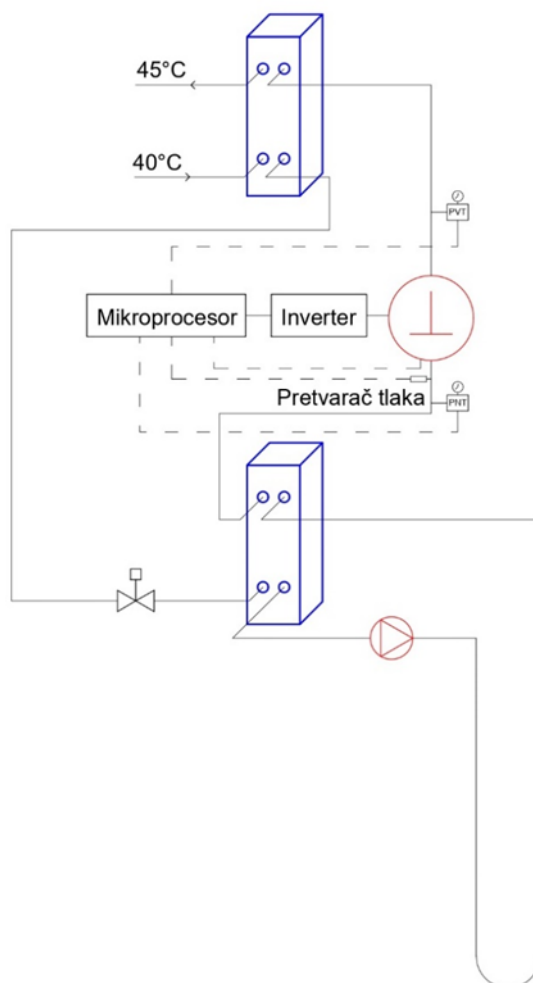 45°C
40°C
PVT
Mikroprocesor
Inverter
Pretvarač tlaka
PNT